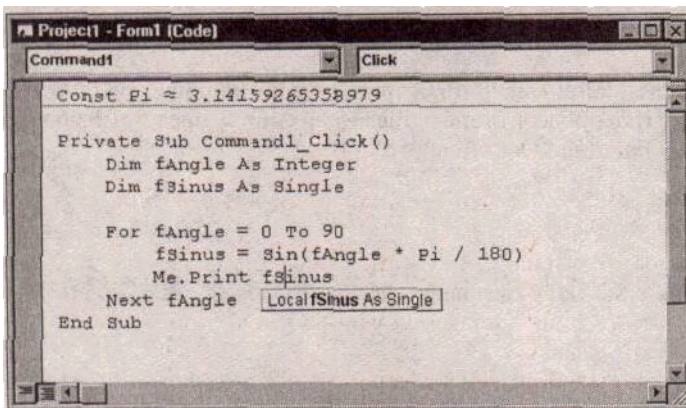 Project1 - Form1 (Code)
Command1 Click
Const Pi = 3.14159265358979
Private Sub Command1_Click()
Dim fAngle As Integer
Dim fSinus As Single
For fAngle = 0 To 90
fSinus = Sin(fAngle * Pi / 180)
Me.Print fSinus
Next fAngle Local fSinus As Single
End Sub